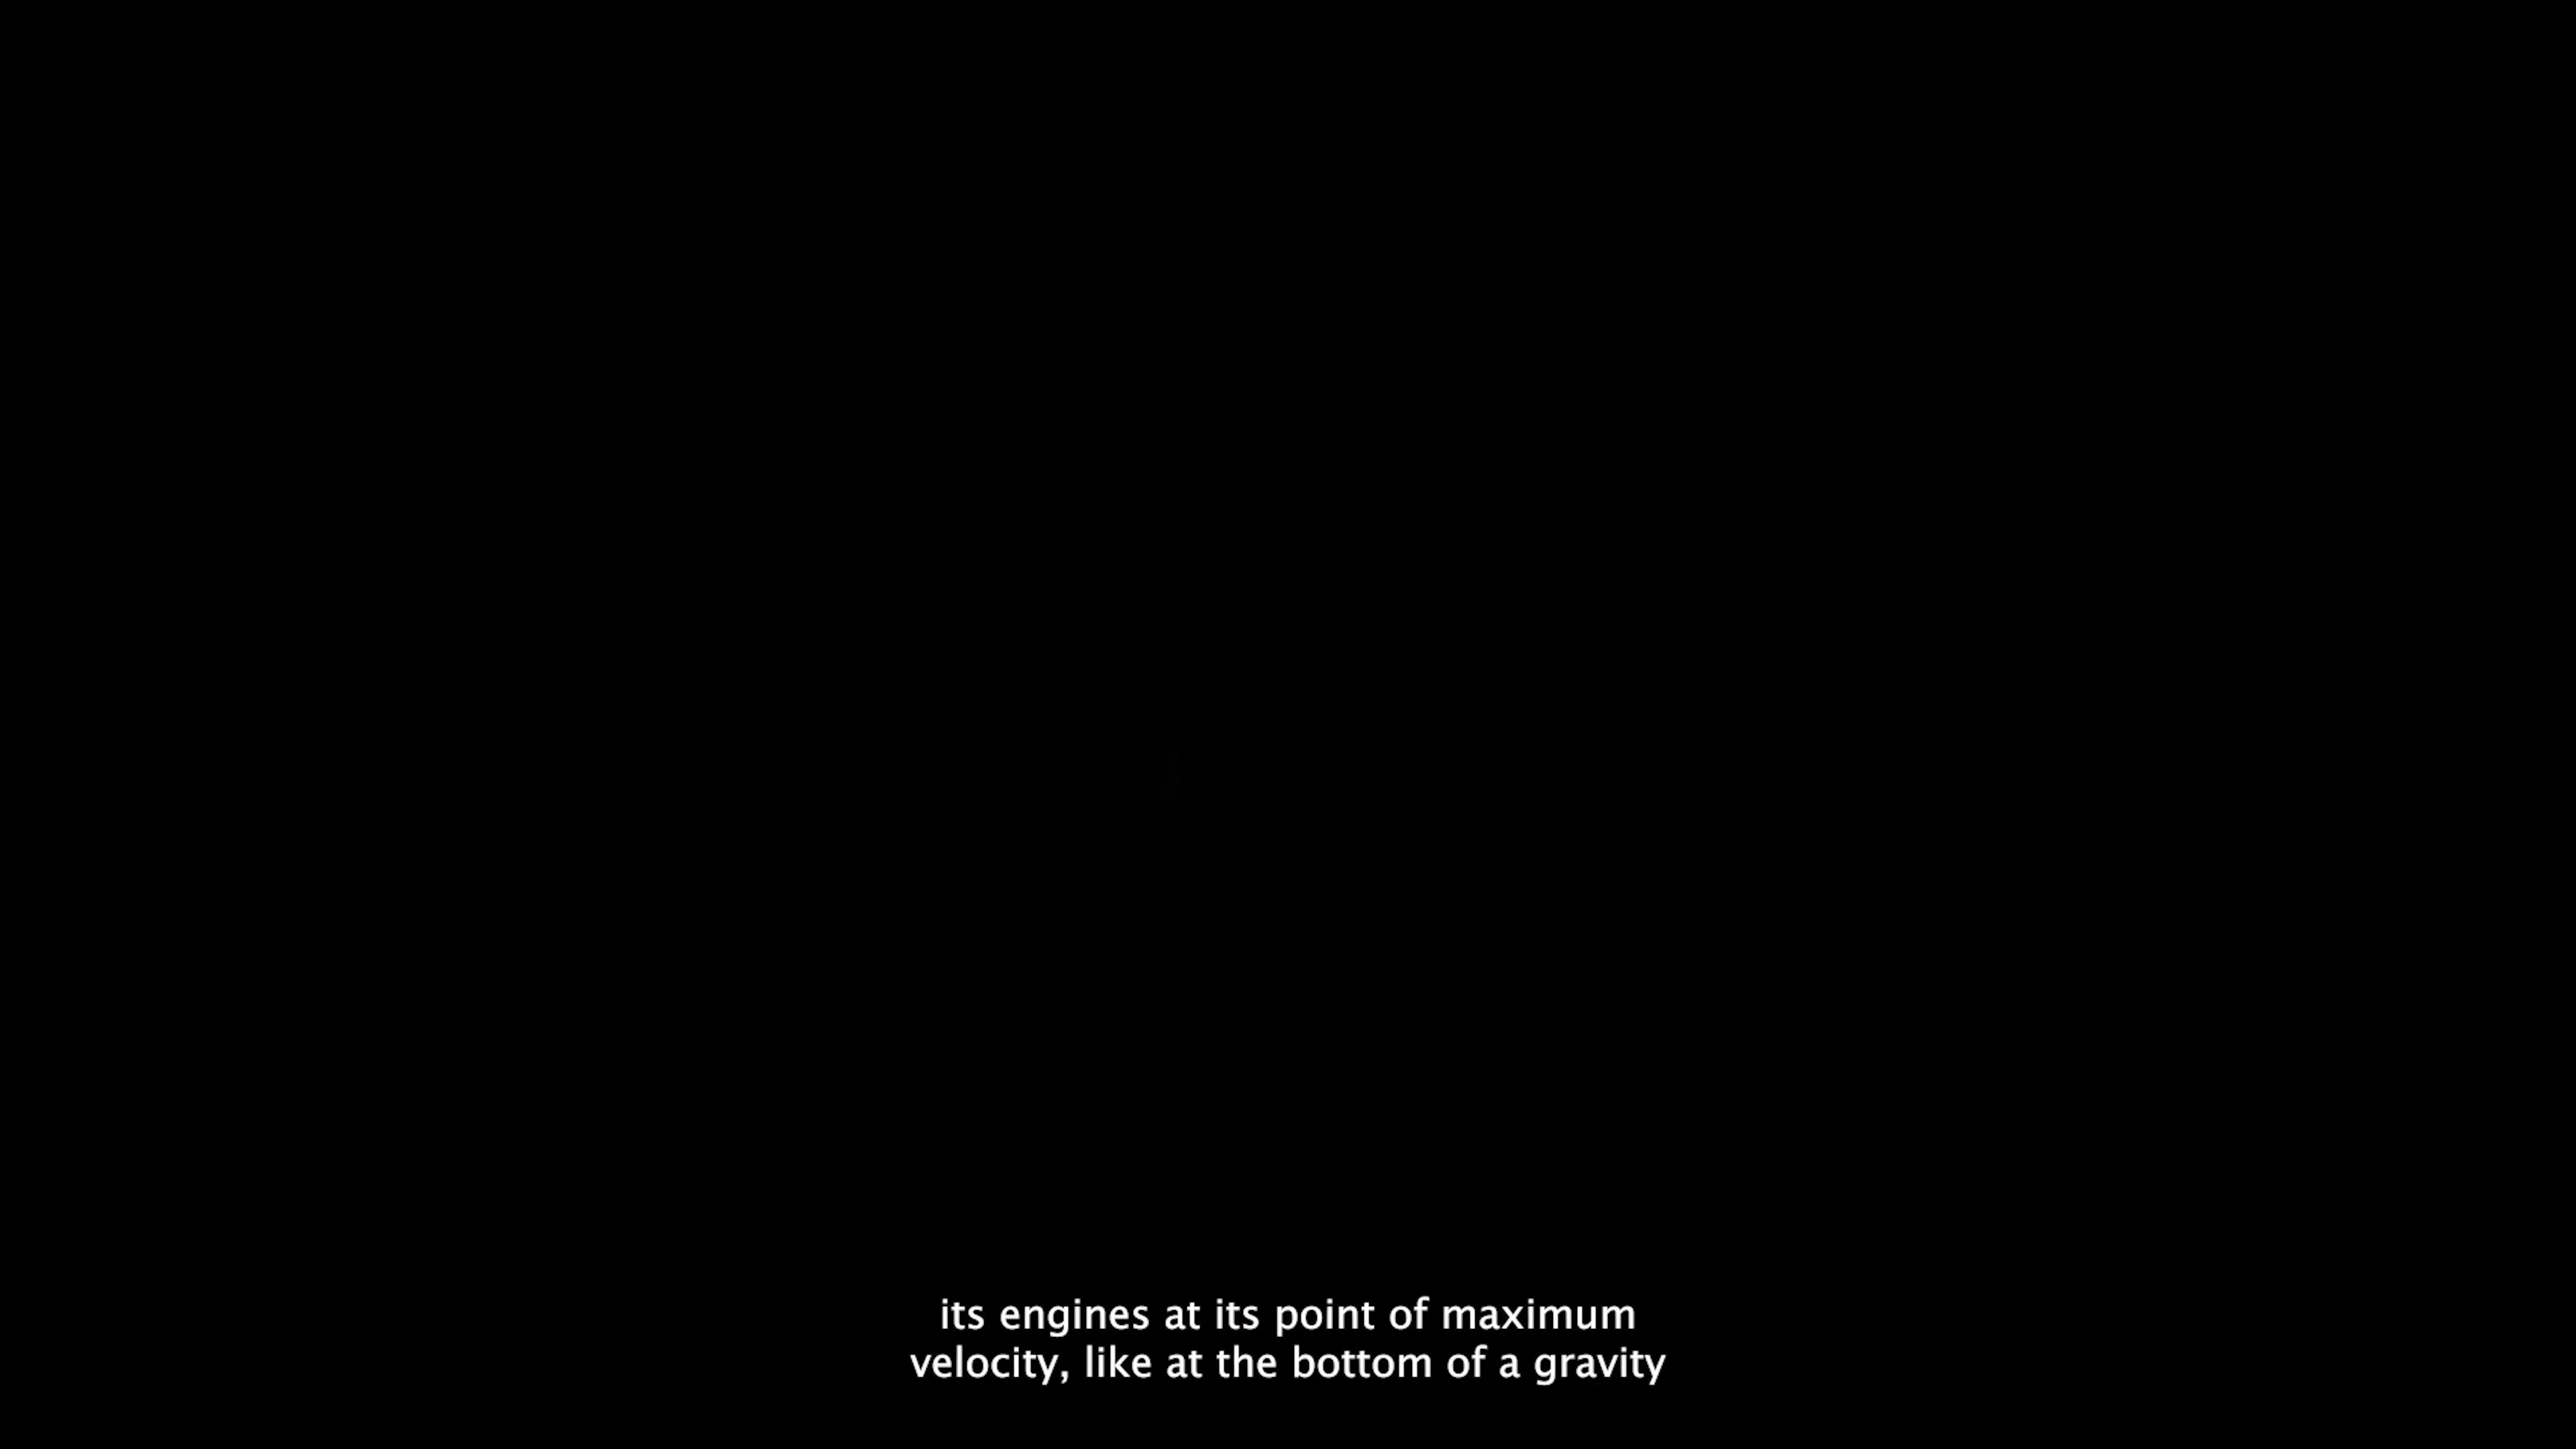 its engines at its point of maximum
velocity, like at the bottom of a gravity